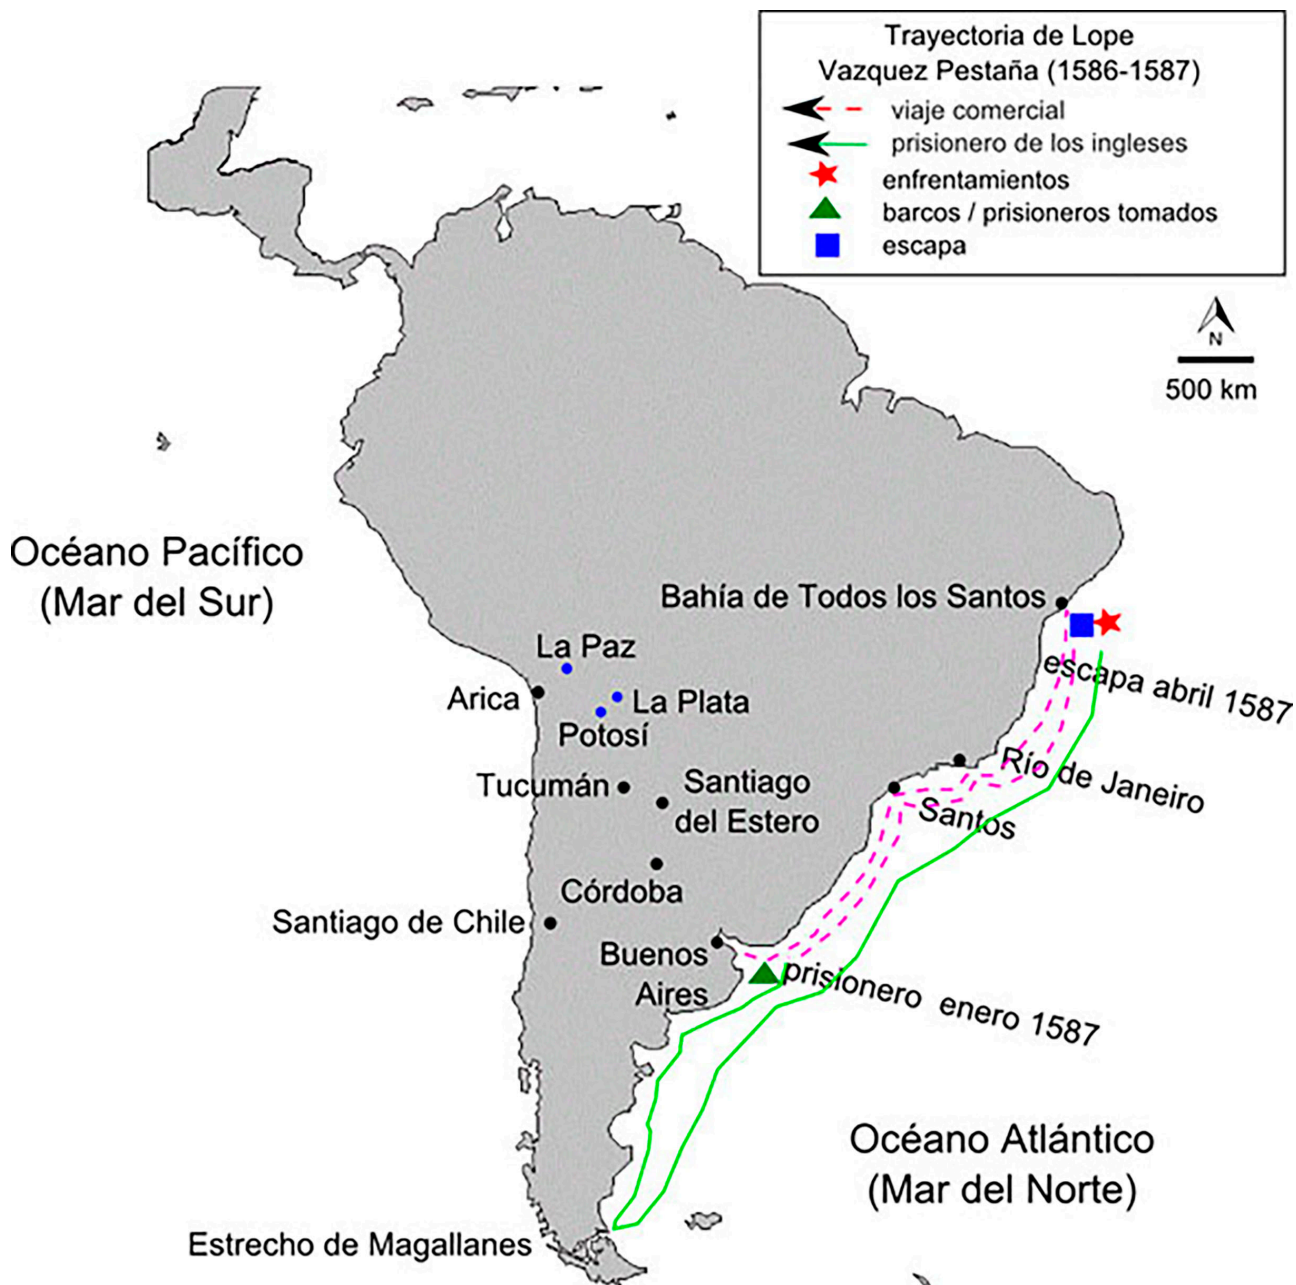 Trayectoria de Lope
Vazquez Pestaña (1586-1587)
viaje comercial
prisionero de los ingleses
enfrentamientos
barcos / prisioneros tomados
escapa
N
500 km
Océano Pacífico
(Mar del Sur)
Bahía de Todos los Santos
La Paz
escapa abril 1587
Arica
La Plata
Potosí
Río de Janeiro
Tucumán
Santiago
del Estero
Santos
Córdoba
Santiago de Chile
Buenos
Aires
prisionero enero 1587
Océano Atlántico
(Mar del Norte)
Estrecho de Magallanes